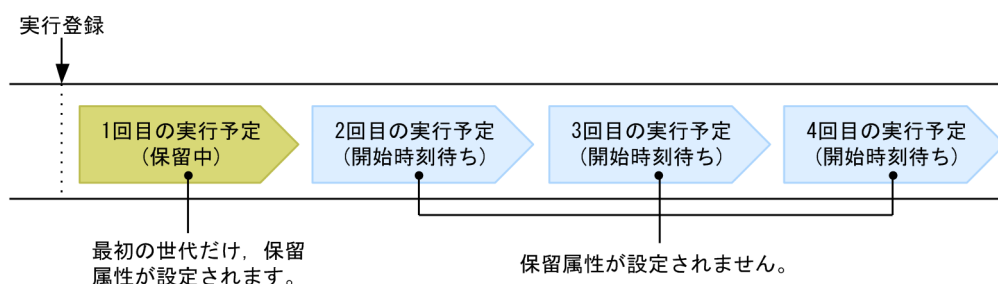 実行登録
1回目の実行予定
（保留中）
2回目の実行予定
（開始時刻待ち）
3回目の実行予定
（開始時刻待ち）
4回目の実行予定
（開始時刻待ち）
最初の世代だけ，保留
属性が設定されます。
保留属性が設定されません。